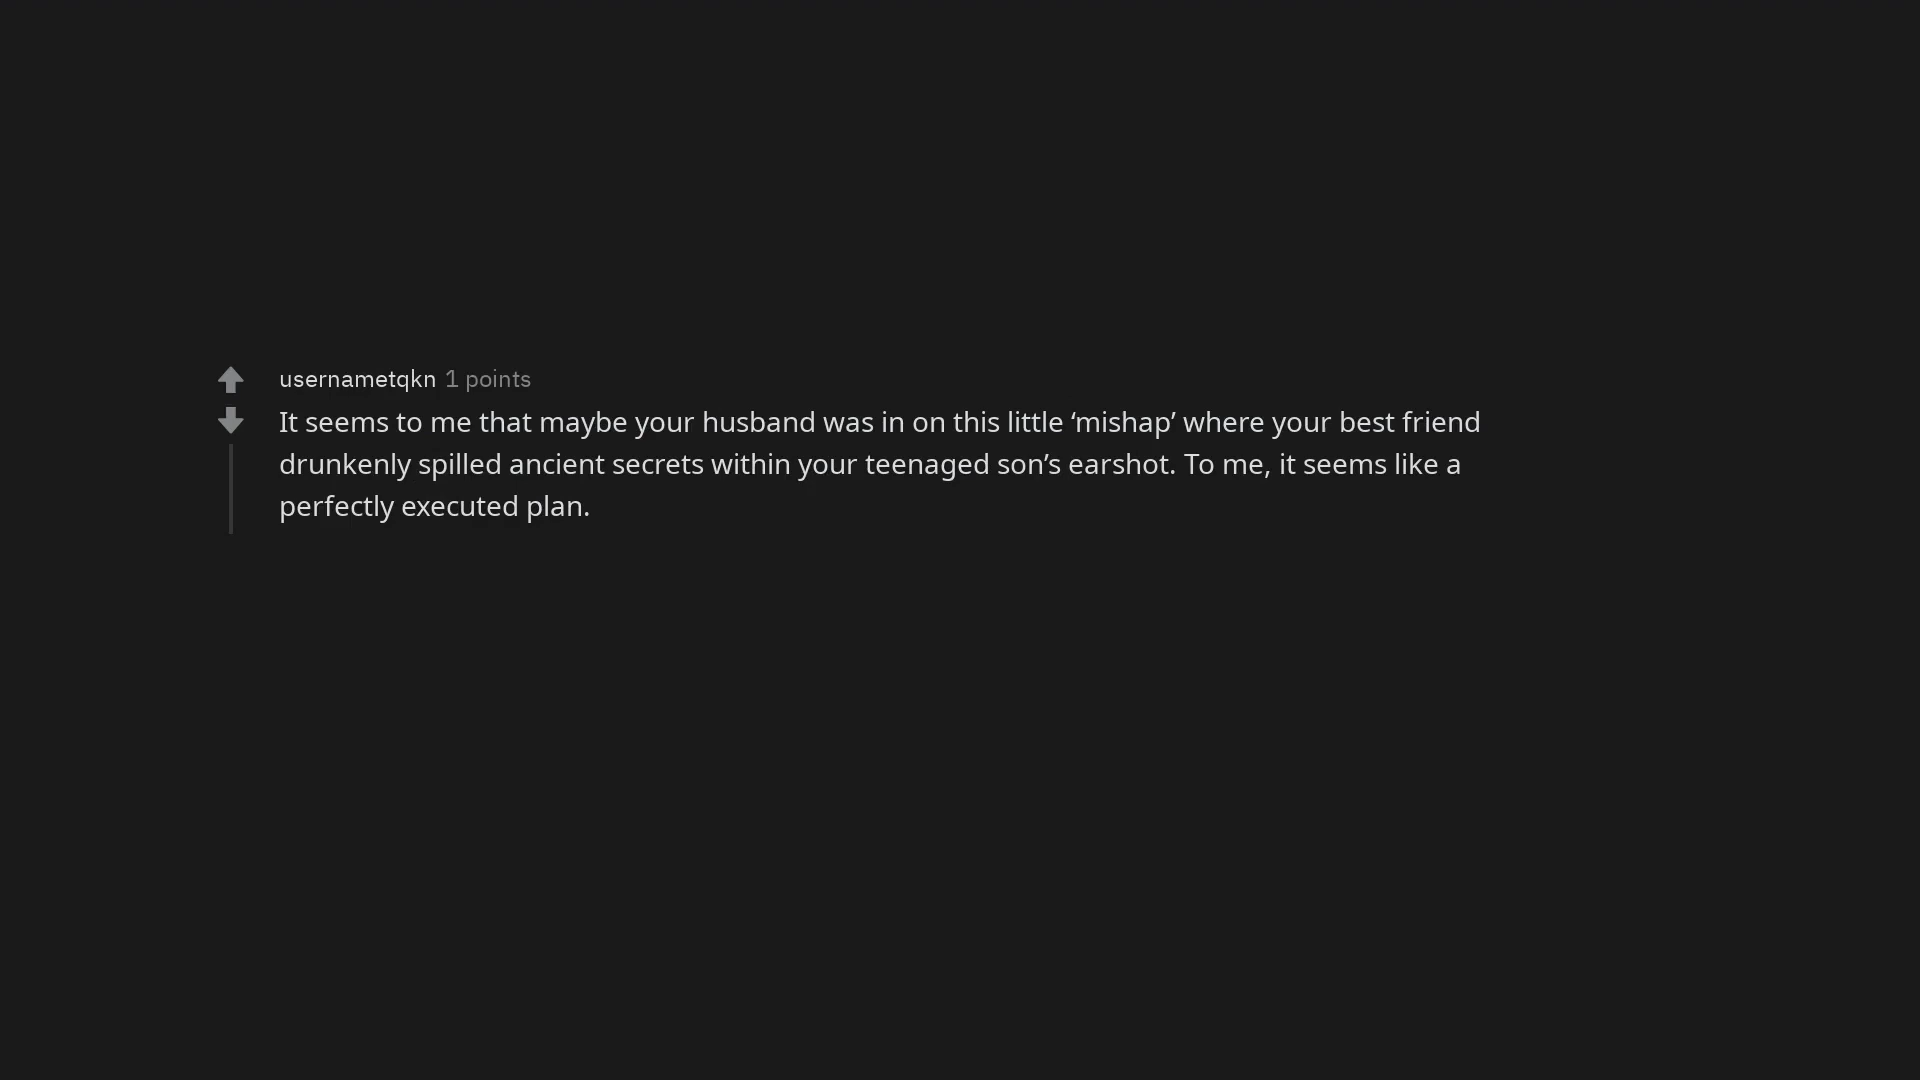 usernametqkn 1 points
It seems to me that maybe your husband was in on this little ‘mishap’ where your best friend
drunkenly spilled ancient secrets within your teenaged son’s earshot. To me, it seems like a
perfectly executed plan.